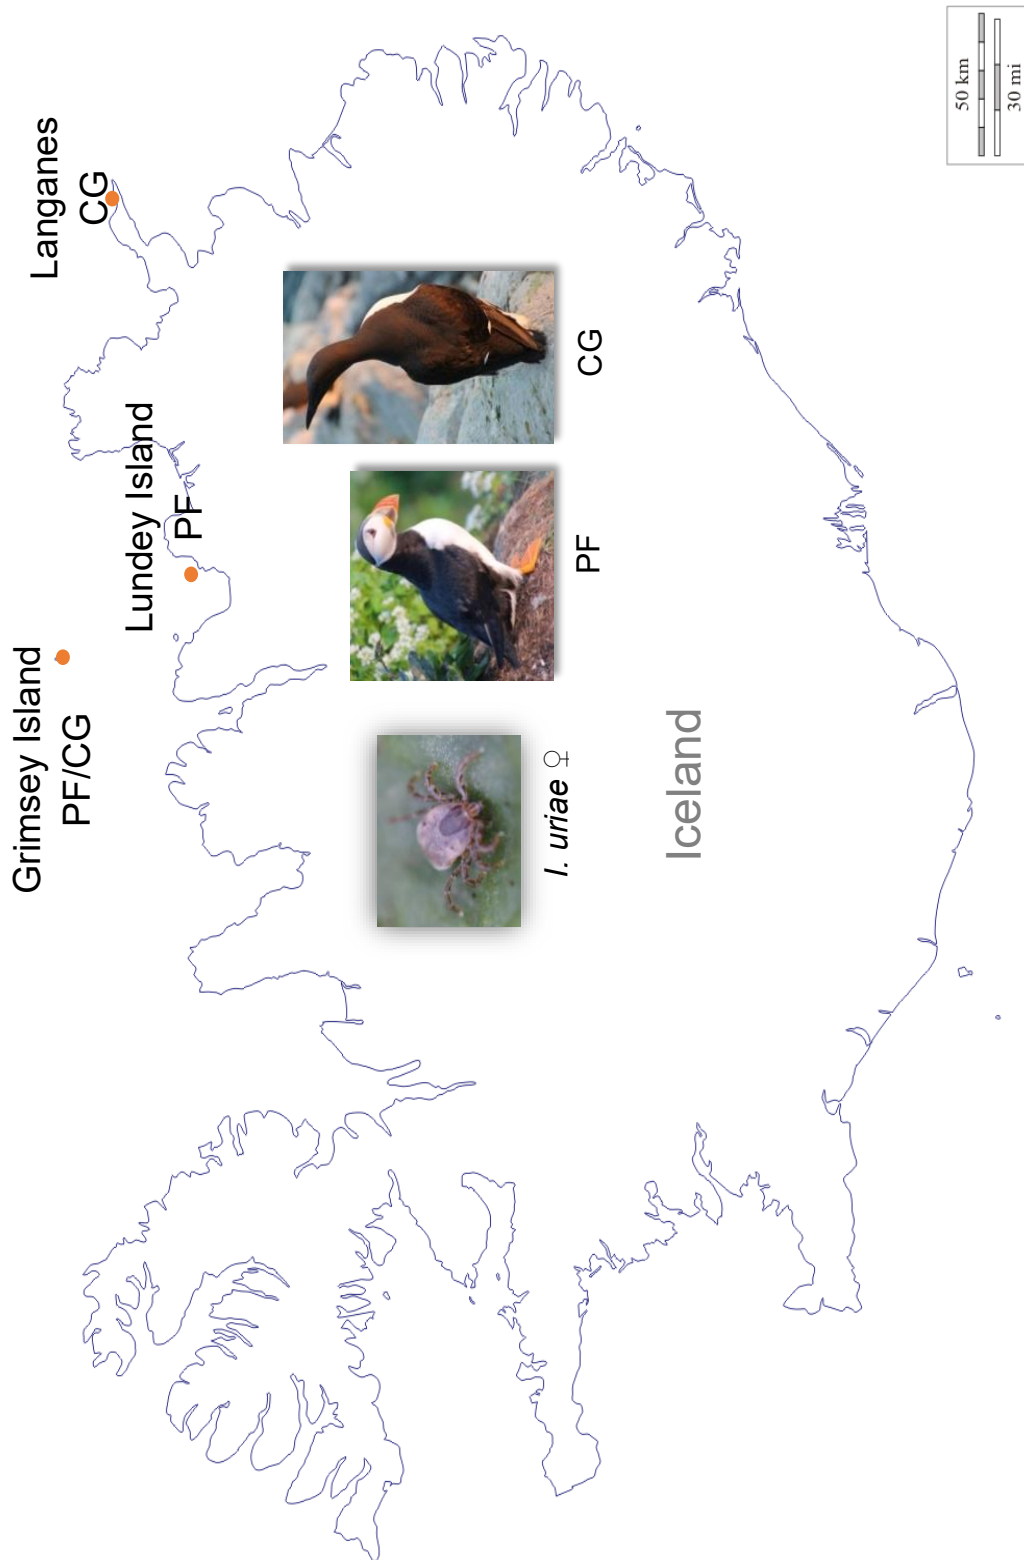 Grimsey Island
PF/CG
Lundey Island
PF
Langanes
CG
I. uriae ♀
PF
CG
Iceland
50 km
30 mi